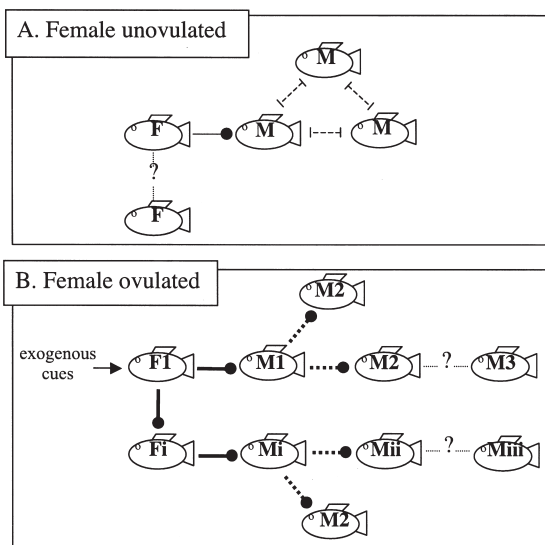 A. Female unovulated
M
F M M
?
F
B. Female ovulated
M2
exogenous
cues
F1 M1 M2 ? M3
Fi Mi Mii ? Miii
M2